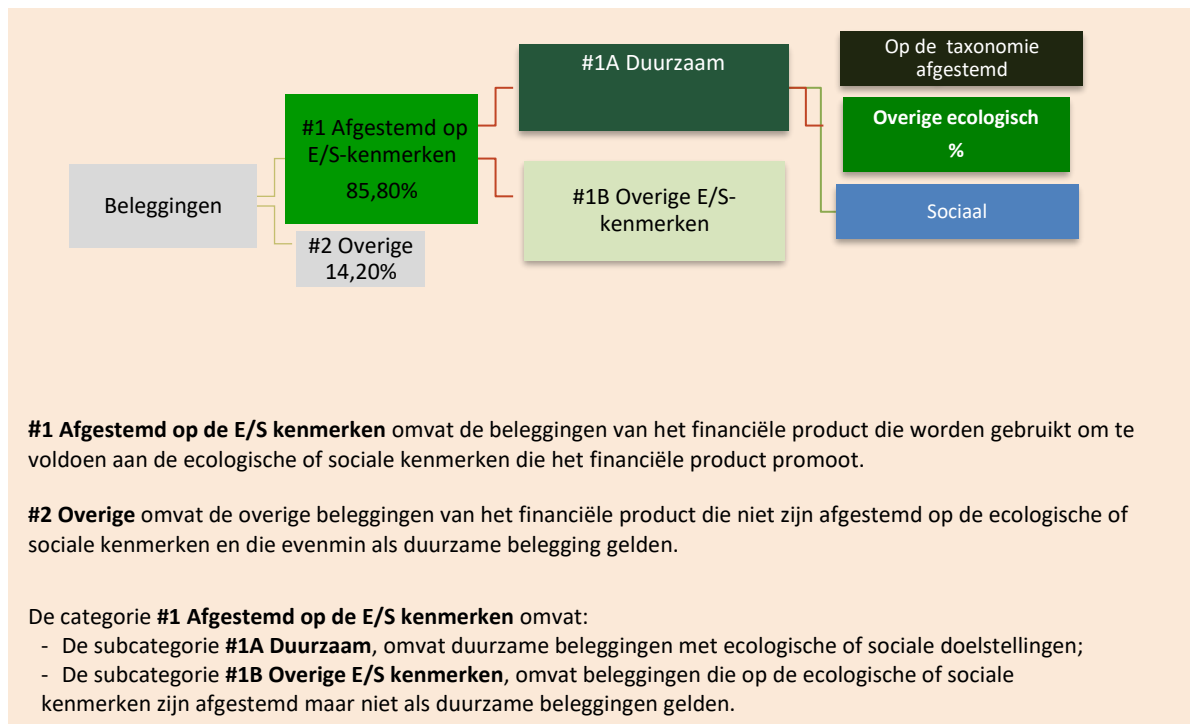 Beleggingen
#1 Afgestemd op
E/S-kenmerken
85,80%
#2 Overige
14,20%
#1A Duurzaam
#1B Overige E/S-
kenmerken
Op de taxonomie
afgestemd
Overige ecologisch
%
Sociaal
#1 Afgestemd op de E/S kenmerken omvat de beleggingen van het financiële product die worden gebruikt om te
voldoen aan de ecologische of sociale kenmerken die het financiële product promoot.
#2 Overige omvat de overige beleggingen van het financiële product die niet zijn afgestemd op de ecologische of
sociale kenmerken en die evenmin als duurzame belegging gelden.
De categorie #1 Afgestemd op de E/S kenmerken omvat:
- De subcategorie #1A Duurzaam, omvat duurzame beleggingen met ecologische of sociale doelstellingen;
- De subcategorie #1B Overige E/S kenmerken, omvat beleggingen die op de ecologische of sociale
kenmerken zijn afgestemd maar niet als duurzame beleggingen gelden.